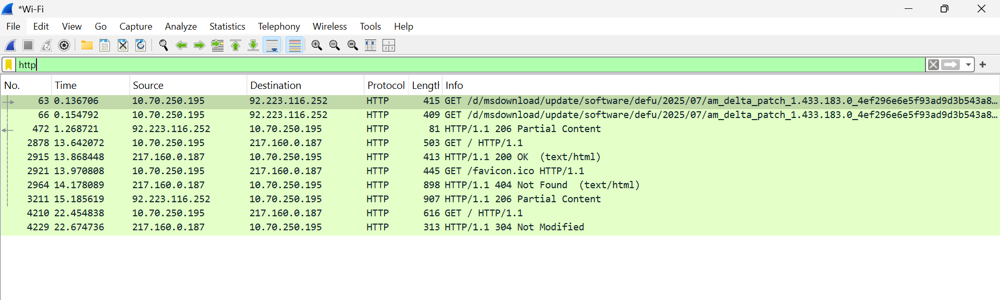 *Wi-Fi
File Edit View Go Capture Analyze Statistics Telephony Wireless Tools Help
http
No. Time Source Destination Protocol Length Info
63 0.136706 10.70.250.195 92.223.116.252 HTTP 415 GET /d/msdownload/update/software/defu/2025/07/am_delta_patch_1.433.183.0_4ef296e6e5f93ad9d3b543a8…
66 0.154792 10.70.250.195 92.223.116.252 HTTP 409 GET /d/msdownload/update/software/defu/2025/07/am_delta_patch_1.433.183.0_4ef296e6e5f93ad9d3b543a8…
472 1.268721 92.223.116.252 10.70.250.195 HTTP 81 HTTP/1.1 206 Partial Content
2878 13.642072 10.70.250.195 217.160.0.187 HTTP 503 GET / HTTP/1.1
2915 13.868448 217.160.0.187 10.70.250.195 HTTP 413 HTTP/1.1 200 OK (text/html)
2921 13.970808 10.70.250.195 217.160.0.187 HTTP 445 GET /favicon.ico HTTP/1.1
2964 14.178089 217.160.0.187 10.70.250.195 HTTP 898 HTTP/1.1 404 Not Found (text/html)
3211 15.185619 92.223.116.252 10.70.250.195 HTTP 907 HTTP/1.1 206 Partial Content
4210 22.454838 10.70.250.195 217.160.0.187 HTTP 616 GET / HTTP/1.1
4229 22.674736 217.160.0.187 10.70.250.195 HTTP 313 HTTP/1.1 304 Not Modified